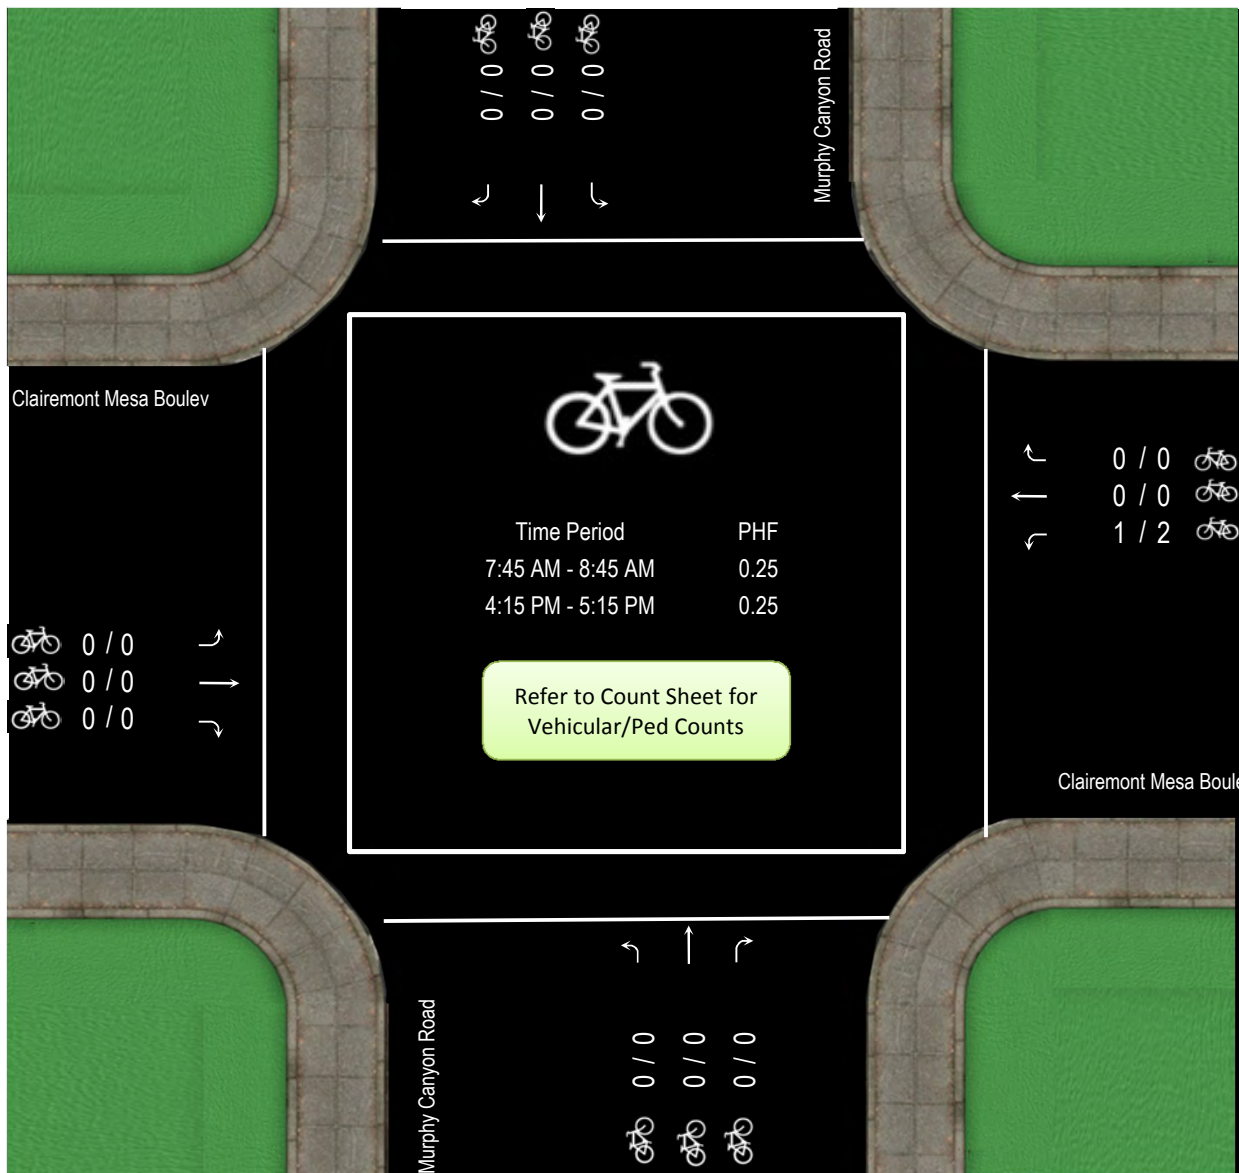 0 / 0
0 / 0
0 / 0
Murphy Canyon Road
Clairemont Mesa Boulev
0 / 0
0 / 0
1 / 2
Time Period PHF
7:45 AM - 8:45 AM 0.25
4:15 PM - 5:15 PM 0.25
0 / 0
0 / 0
0 / 0
Refer to Count Sheet for
Vehicular/Ped Counts
Clairemont Mesa Boule
Murphy Canyon Road
0 / 0
0 / 0
0 / 0